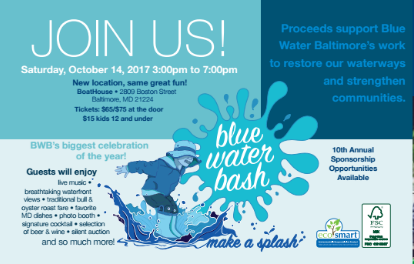 JOIN US!
Saturday, October 14, 2017 3:00pm to 7:00pm
New location, same great fun!
BoatHouse • 2809 Boston Street
Baltimore, MD 21224
Tickets: $65/$75 at the door
$15 kids 12 and under
Proceeds support Blue
Water Baltimore's work
to restore our waterways
and strengthen
communities.
BWB's biggest celebration
of the year!
Guests will enjoy
live music •
breathtaking waterfront
views • traditional bull &
oyster roast fare • favorite
MD dishes • photo booth •
signature cocktail • selection
of beer & wine • silent auction
and so much more!
blue
water
bash
make a splash
10th Annual
Sponsorship
Opportunities
Available
ecosmart
FSC